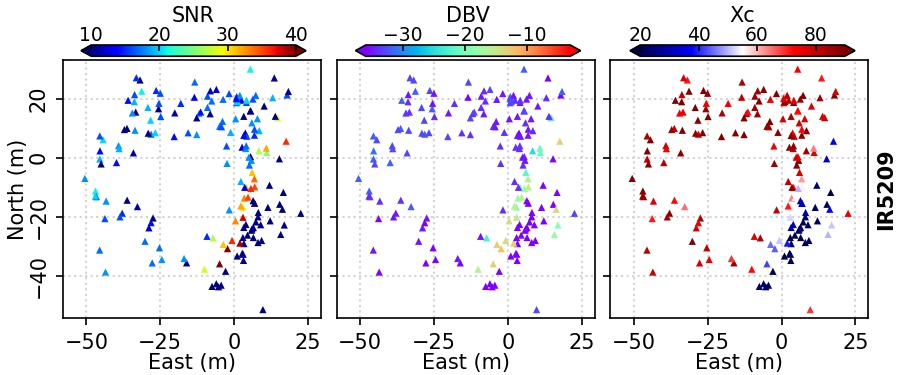 SNR DBV Xc
10 20 30 40 −30 −20 −10 20 40 60 80
20
0
−20
−40
North (m)
IR5209
−50 −25 0 25 −50 −25 0 25 −50 −25 0 25
East (m) East (m) East (m)